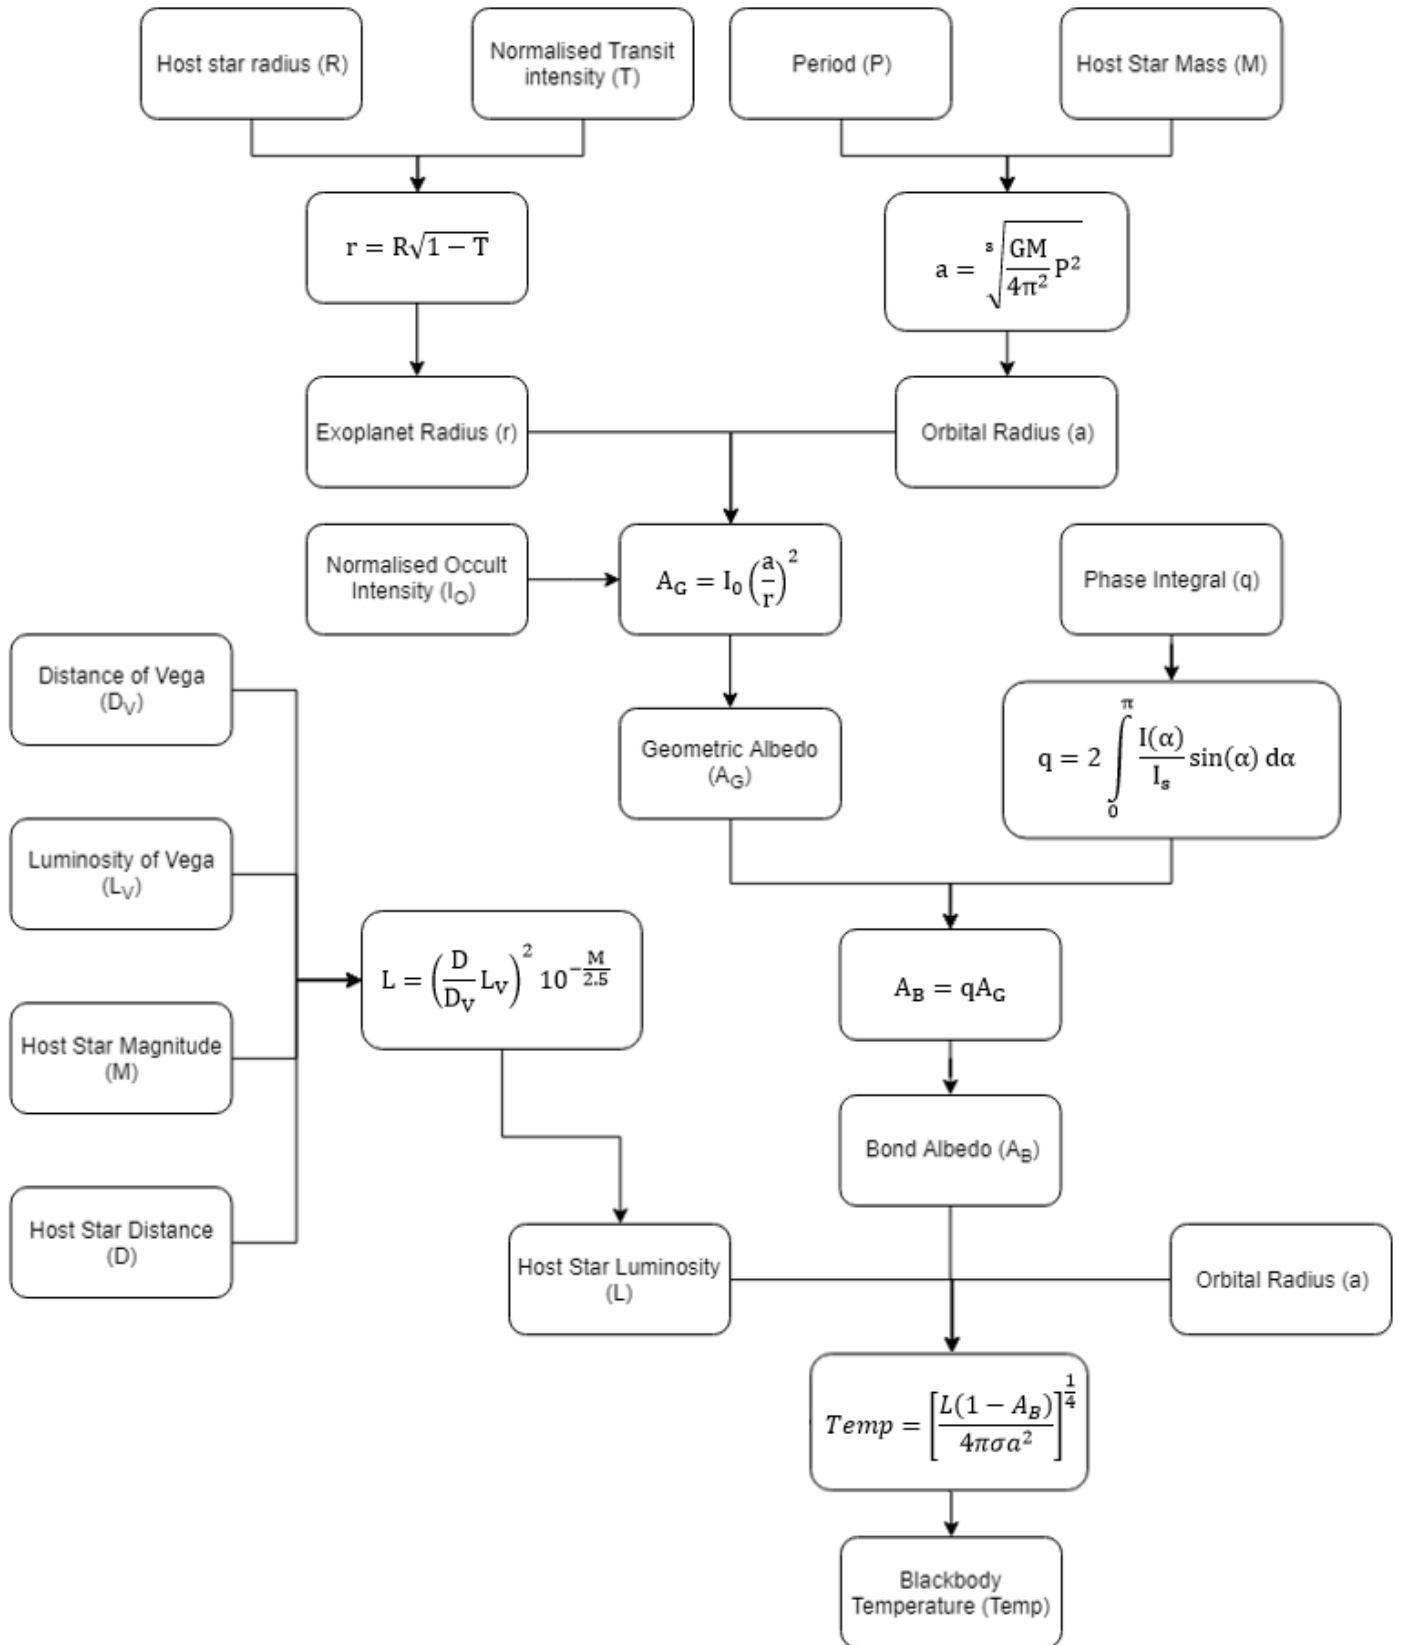 Host star radius (R)
Normalised Transit
intensity (T)
Period (P)
Host Star Mass (M)
r = R√1 − T
a = ³√GM/4π² P²
Exoplanet Radius (r)
Orbital Radius (a)
Normalised Occult
Intensity (I_O)
A_G = I_0 (a/r)²
Phase Integral (q)
Distance of Vega
(D_V)
q = 2 ∫_0^π I(α)/I_s sin(α) dα
Geometric Albedo
(A_G)
Luminosity of Vega
(L_V)
L = (D/D_V L_V)² 10^−M/2.5
A_B = qA_G
Host Star Magnitude
(M)
Bond Albedo (A_B)
Host Star Distance
(D)
Host Star Luminosity
(L)
Orbital Radius (a)
Temp = [L(1 − A_B)/4πσa²]^1/4
Blackbody
Temperature (Temp)